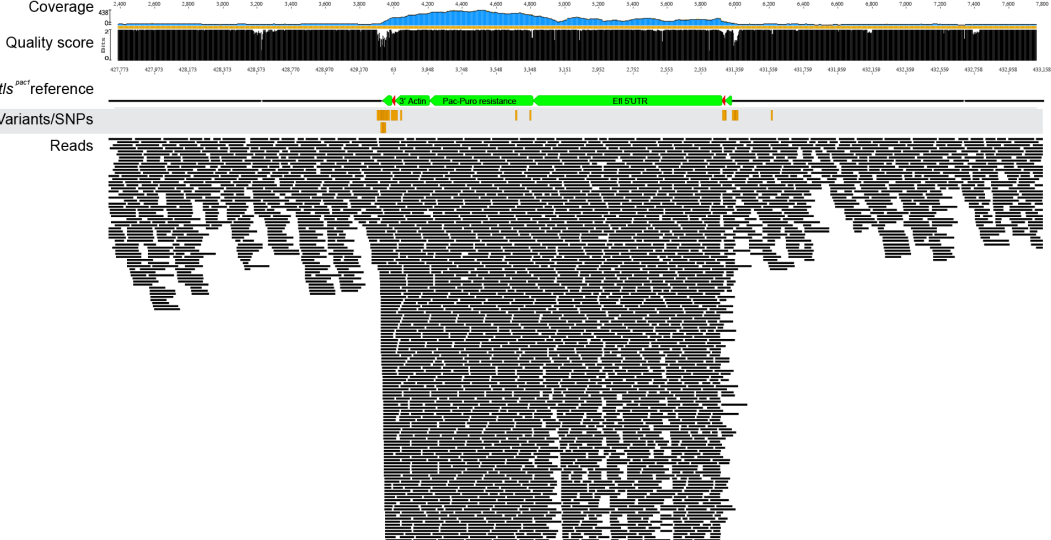 Coverage
2,400 2,600 2,800 3,000 3,200 3,400 3,600 3,800 4,000 4,200 4,400 4,600 4,800 5,000 5,200 5,400 5,600 5,800 6,000 6,200 6,400 6,600 6,800 7,000 7,200 7,400 7,600 7,800
438
0
Quality score
Bits
2
0
427,773 427,973 428,173 428,373 428,573 428,770 428,970 429,170 63 3,948 3,748 3,548 3,348 3,151 2,952 2,752 2,553 2,353 431,359 431,559 431,759 431,959 432,159 432,359 432,559 432,758 432,958 433,158
tls pac1 reference
3' Actin Pac-Puro resistance Efl 5'UTR
Variants/SNPs
Reads